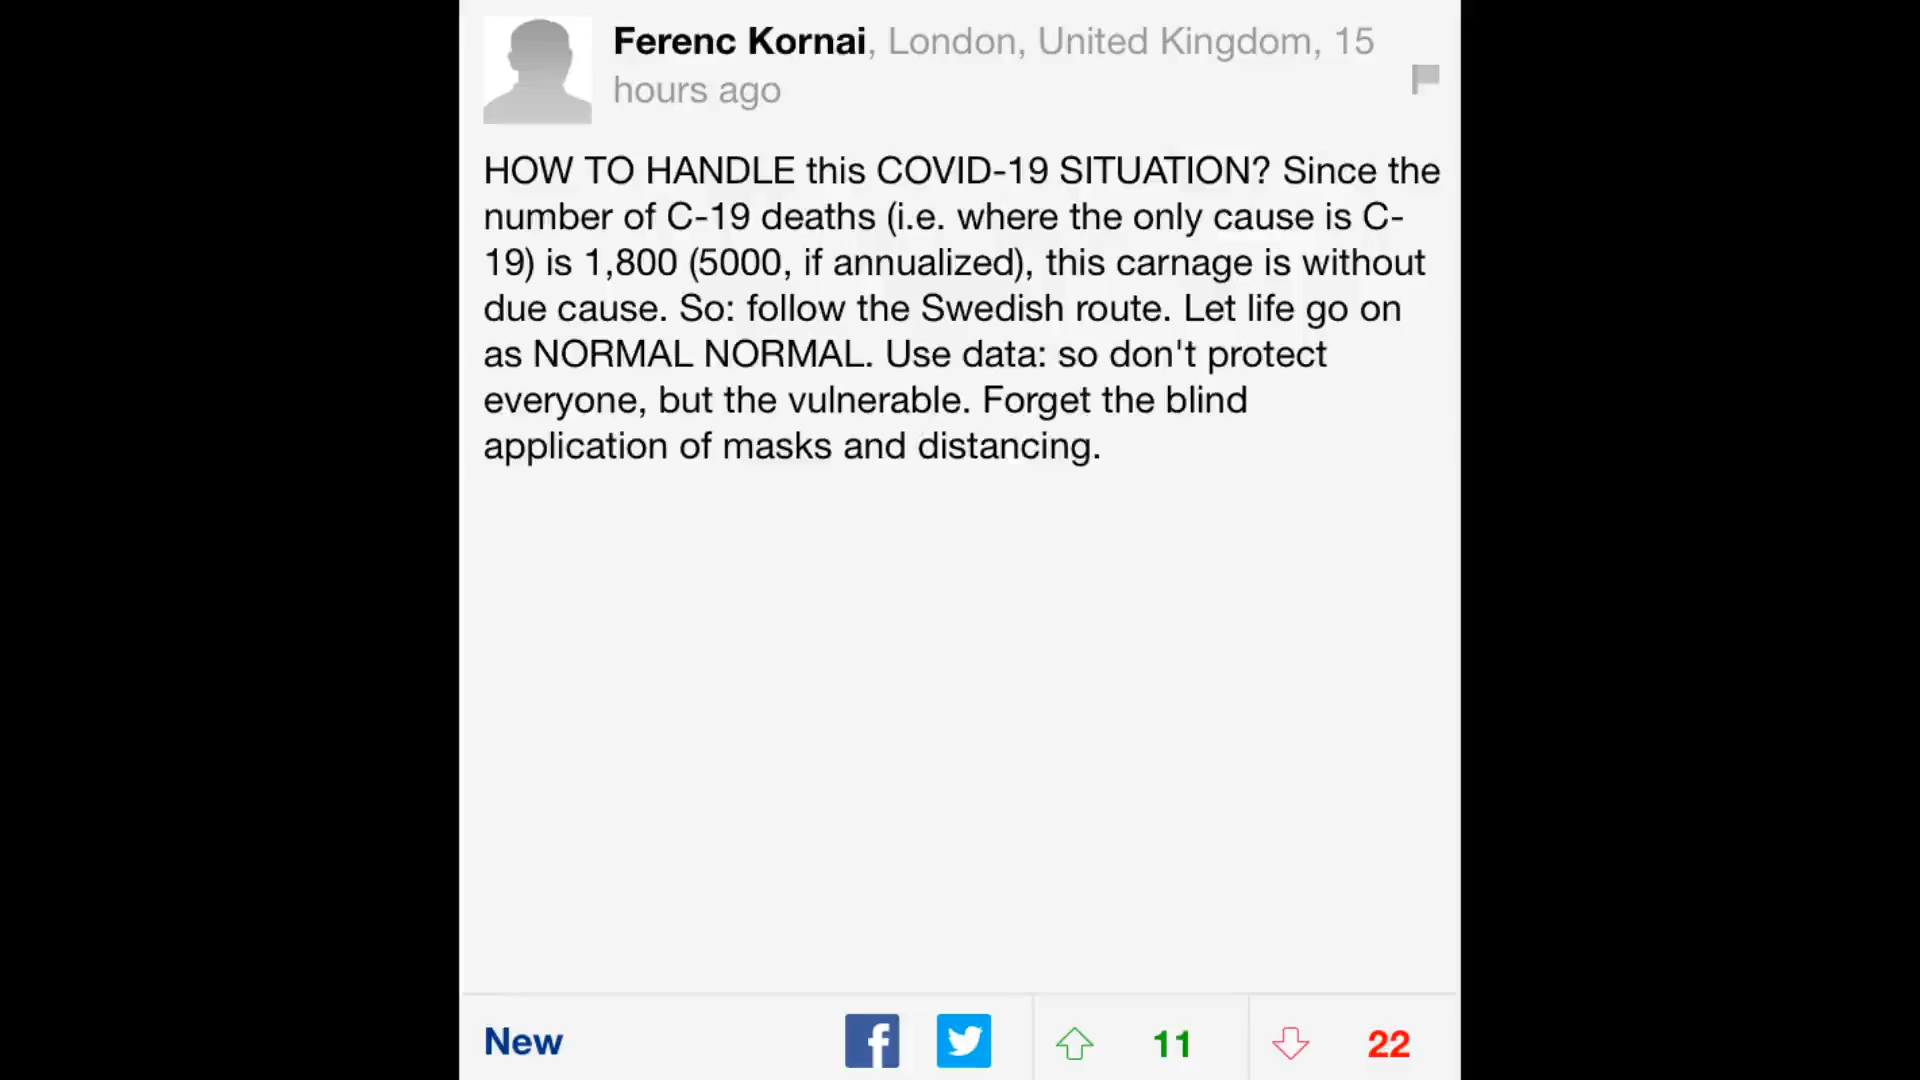 Ferenc Kornai, London, United Kingdom, 15
hours ago
HOW TO HANDLE this COVID-19 SITUATION? Since the
number of C-19 deaths (i.e. where the only cause is C-
19) is 1,800 (5000, if annualized), this carnage is without
due cause. So: follow the Swedish route. Let life go on
as NORMAL NORMAL. Use data: so don't protect
everyone, but the vulnerable. Forget the blind
application of masks and distancing.
New 11 22